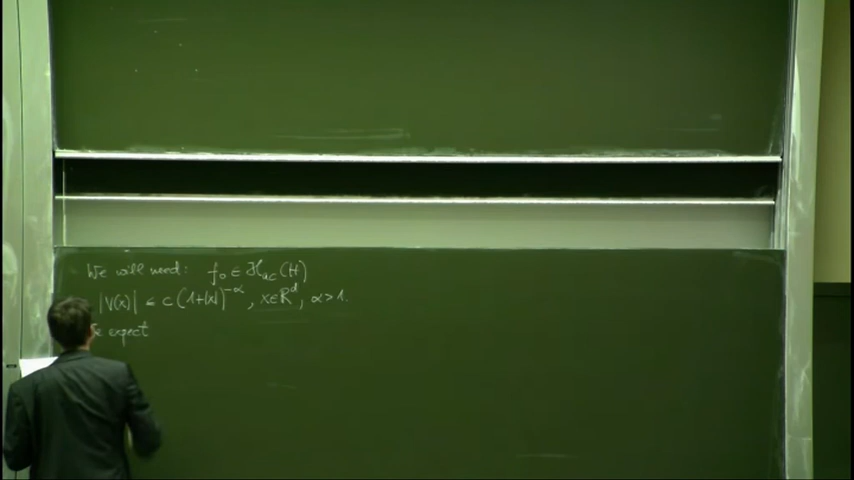 We will need: f₀ ∈ ℋ_ac(H)
|V(x)| ≤ C(1+|x|)^{-α}, x∈ℝ^d, α>1.
expect